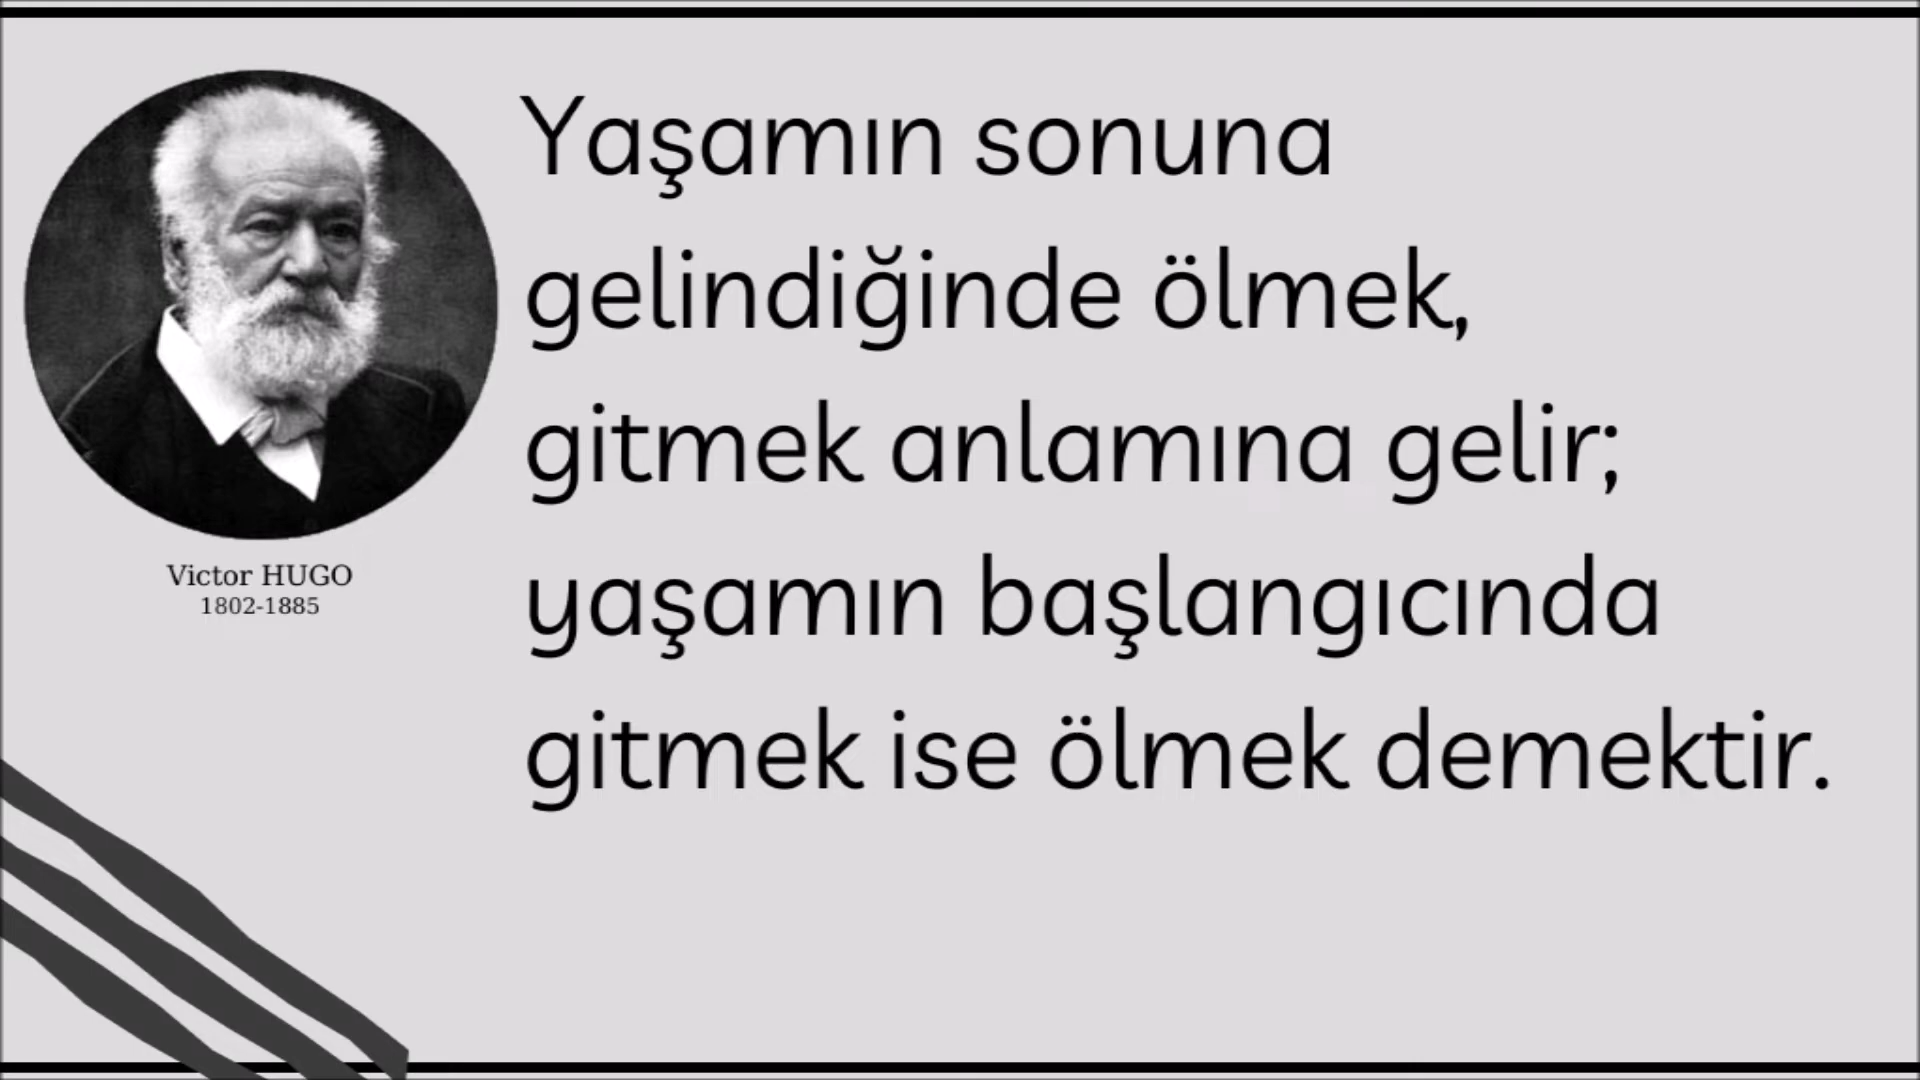 Yaşamın sonuna
gelindiğinde ölmek,
gitmek anlamına gelir;
yaşamın başlangıcında
gitmek ise ölmek demektir.
Victor HUGO
1802-1885